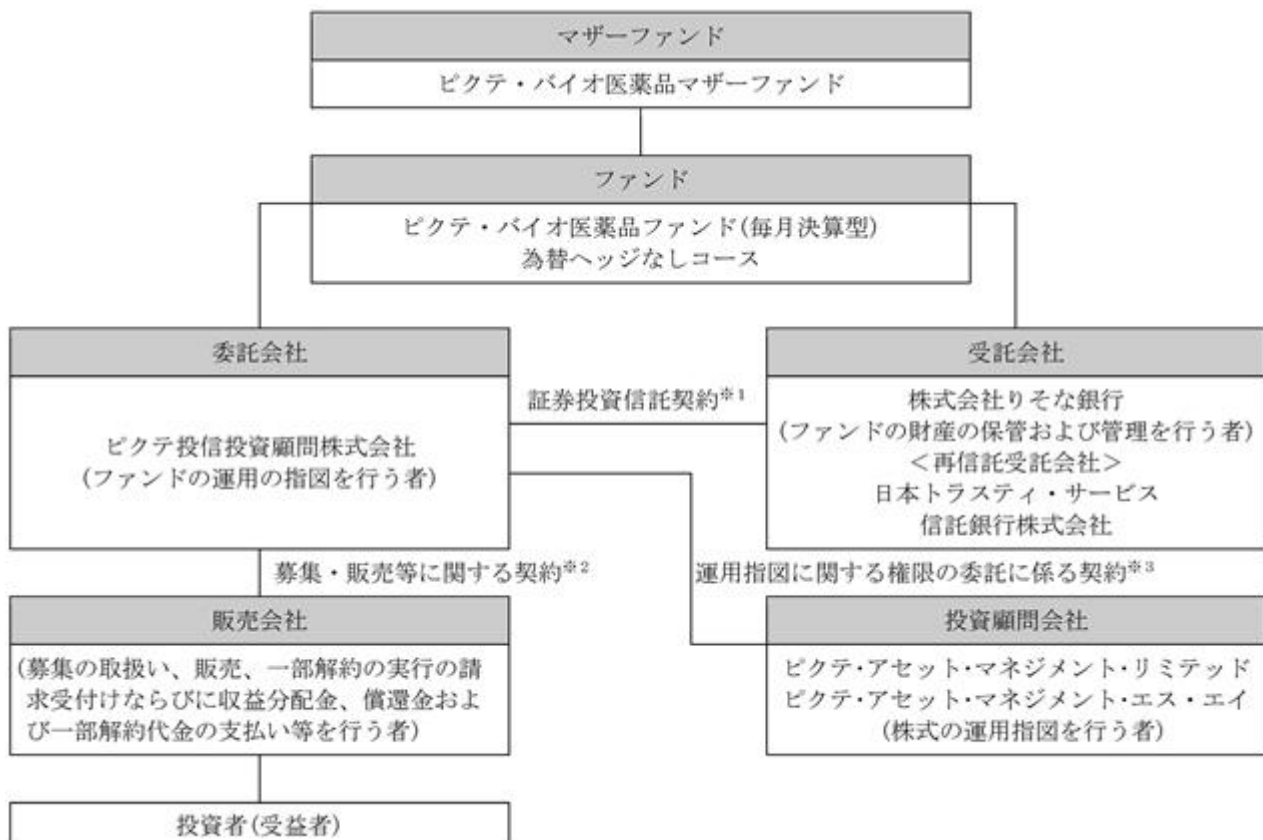 マザーファンド
ピクテ・バイオ医薬品マザーファンド
ファンド
ピクテ・バイオ医薬品ファンド(毎月決算型)
為替ヘッジなしコース
委託会社
ピクテ投信投資顧問株式会社
(ファンドの運用の指図を行う者)
証券投資信託契約※1
受託会社
株式会社りそな銀行
(ファンドの財産の保管および管理を行う者)
＜再信託受託会社＞
日本トラスティ・サービス
信託銀行株式会社
募集・販売等に関する契約※2
運用指図に関する権限の委託に係る契約※3
販売会社
(募集の取扱い、販売、一部解約の実行の請
求受付けならびに収益分配金、償還金およ
び一部解約代金の支払い等を行う者)
投資顧問会社
ピクテ・アセット・マネジメント・リミテッド
ピクテ・アセット・マネジメント・エス・エイ
(株式の運用指図を行う者)
投資者(受益者)